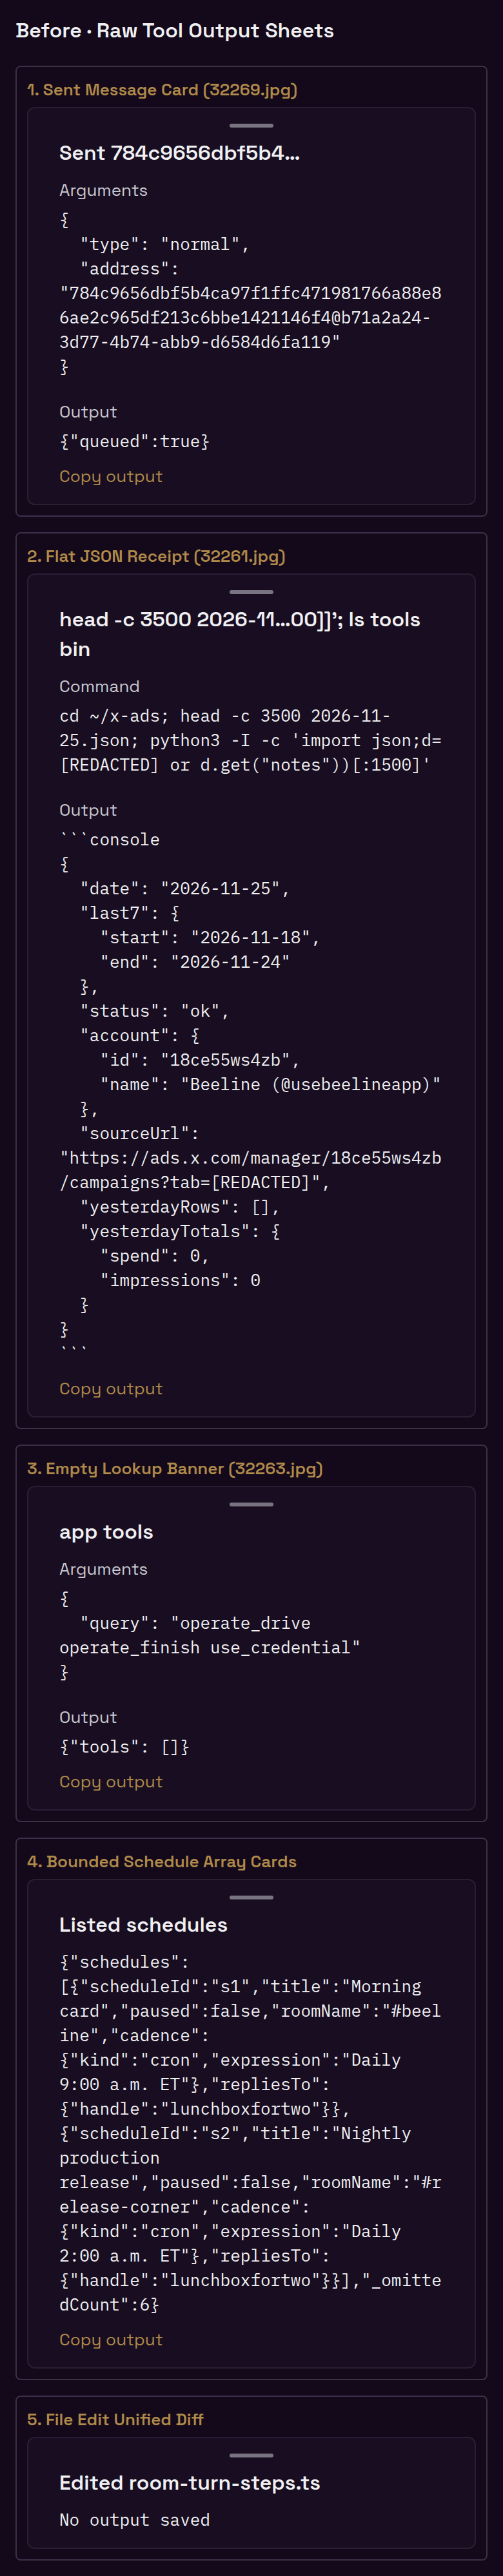 Before · Raw Tool Output Sheets
1. Sent Message Card (32269.jpg)
Sent 784c9656dbf5b4...
Arguments
{
"type": "normal",
"address":
"784c9656dbf5b4ca97f1ffc471981766a88e8
6ae2c965df213c6bbe1421146f4@b71a2a24-
3d77-4b74-abb9-d6584d6fa119"
}
Output
{"queued":true}
Copy output
2. Flat JSON Receipt (32261.jpg)
head -c 3500 2026-11...00]]'; ls tools
bin
Command
cd ~/x-ads; head -c 3500 2026-11-
25.json; python3 -I -c 'import json;d=
[REDACTED] or d.get("notes"))[:1500]'
Output
```console
{
"date": "2026-11-25",
"last7": {
"start": "2026-11-18",
"end": "2026-11-24"
},
"status": "ok",
"account": {
"id": "18ce55ws4zb",
"name": "Beeline (@usebeelineapp)"
},
"sourceUrl":
"https://ads.x.com/manager/18ce55ws4zb
/campaigns?tab=[REDACTED]",
"yesterdayRows": [],
"yesterdayTotals": {
"spend": 0,
"impressions": 0
}
}
```
Copy output
3. Empty Lookup Banner (32263.jpg)
app tools
Arguments
{
"query": "operate_drive
operate_finish use_credential"
}
Output
{"tools": []}
Copy output
4. Bounded Schedule Array Cards
Listed schedules
{"schedules":
[{"scheduleId":"s1","title":"Morning
card","paused":false,"roomName":"#beel
ine","cadence":
{"kind":"cron","expression":"Daily
9:00 a.m. ET"},"repliesTo":
{"handle":"lunchboxfortwo"}},
{"scheduleId":"s2","title":"Nightly
production
release","paused":false,"roomName":"#r
elease-corner","cadence":
{"kind":"cron","expression":"Daily
2:00 a.m. ET"},"repliesTo":
{"handle":"lunchboxfortwo"}}],"_omitte
dCount":6}
Copy output
5. File Edit Unified Diff
Edited room-turn-steps.ts
No output saved